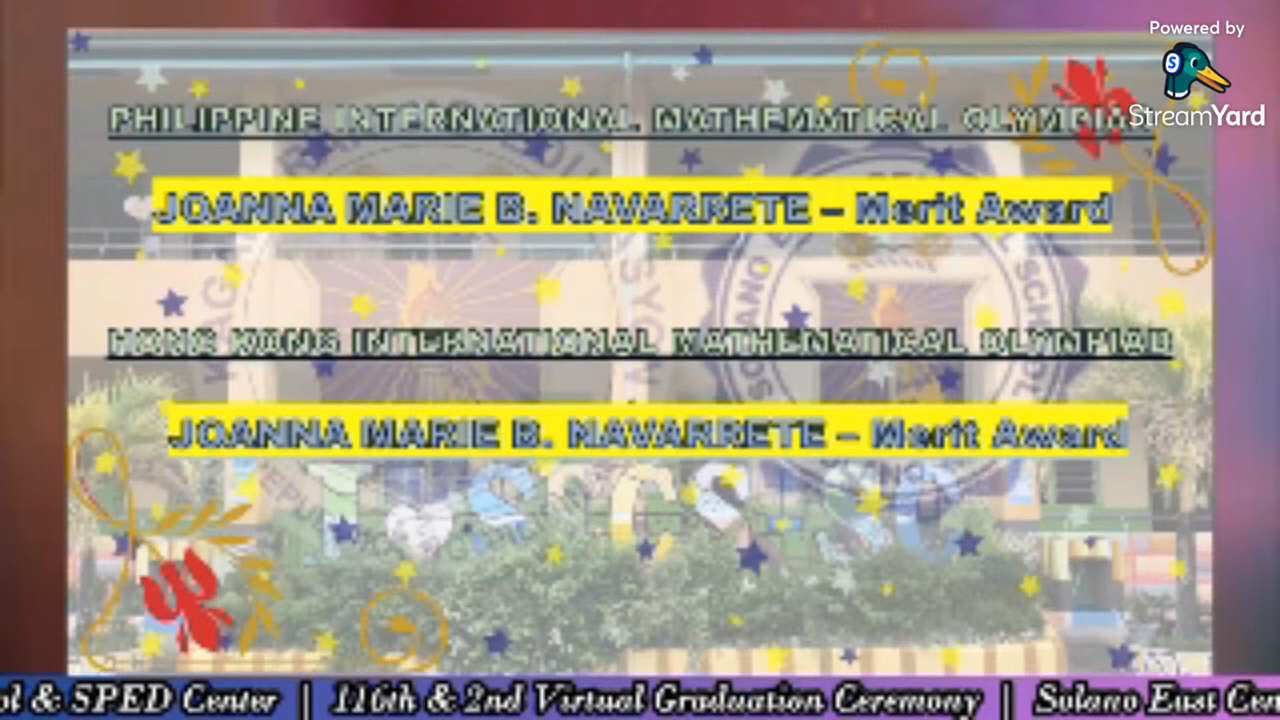 Powered by
StreamYard
PHILIPPINE INTERNATIONAL MATHEMATICAL OLYMPIAD
JOANNA MARIE B. NAVARRETE – Merit Award
HONG KONG INTERNATIONAL MATHEMATICAL OLYMPIAD
JOANNA MARIE B. NAVARRETE – Merit Award
& SPED Center | 116th & 2nd Virtual Graduation Ceremony | Solano East